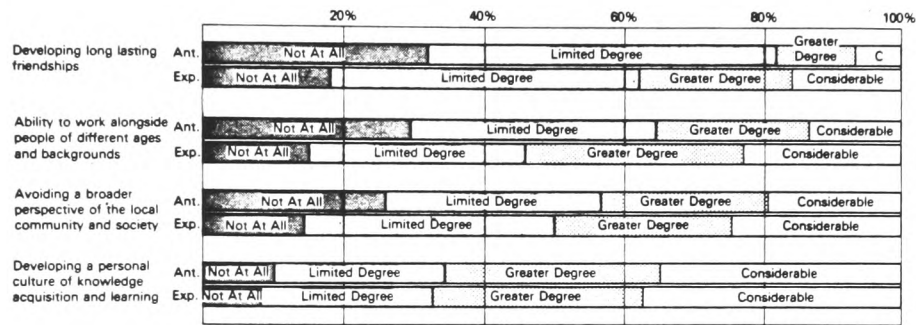 20% 40% 60% 80% 100%
Developing long lasting
friendships
Ant. Not At All Limited Degree Greater Degree C
Exp. Not At All Limited Degree Greater Degree Considerable
Ability to work alongside
people of different ages
and backgrounds
Ant. Not At All Limited Degree Greater Degree Considerable
Exp. Not At All Limited Degree Greater Degree Considerable
Avoiding a broader
perspective of the local
community and society
Ant. Not At All Limited Degree Greater Degree Considerable
Exp. Not At All Limited Degree Greater Degree Considerable
Developing a personal
culture of knowledge
acquisition and learning
Ant. Not At All Limited Degree Greater Degree Considerable
Exp. Not At All Limited Degree Greater Degree Considerable